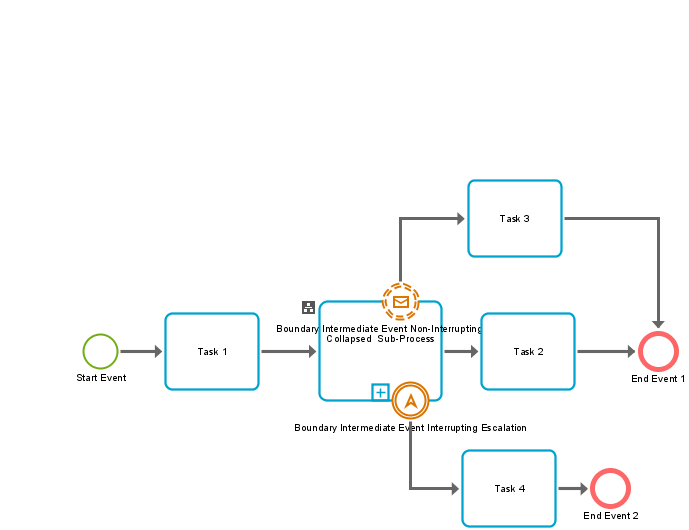 Task 3
Boundary Intermediate Event Non-Interrupting
Collapsed Sub-Process
Task 1
Task 2
Start Event
End Event 1
Boundary Intermediate Event Interrupting Escalation
Task 4
End Event 2